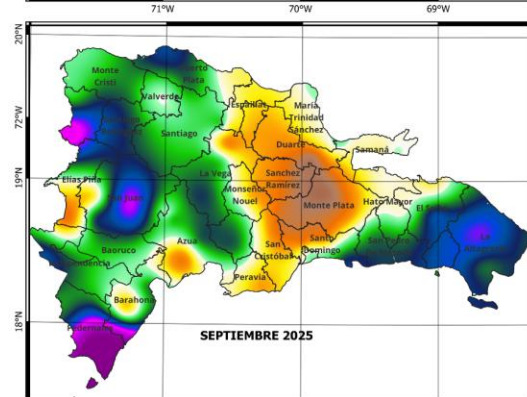 71°W 70°W 69°W
20°N
Monte Cristi
Puerto Plata
Valverde
Espaillat
María Trinidad Sánchez
72°W
Santiago
Duarte
Samaná
19°N
Elías Piña
La Vega
Sanchez Ramírez
Monseñor Nouel
San Juan
Monte Plata
Hato Mayor
El S
La Alta
San Pedro
Azua
Baoruco
San Cristóbal
Santo Domingo
Independencia
Peravia
Barahona
18°N
Pedernales
SEPTIEMBRE 2025